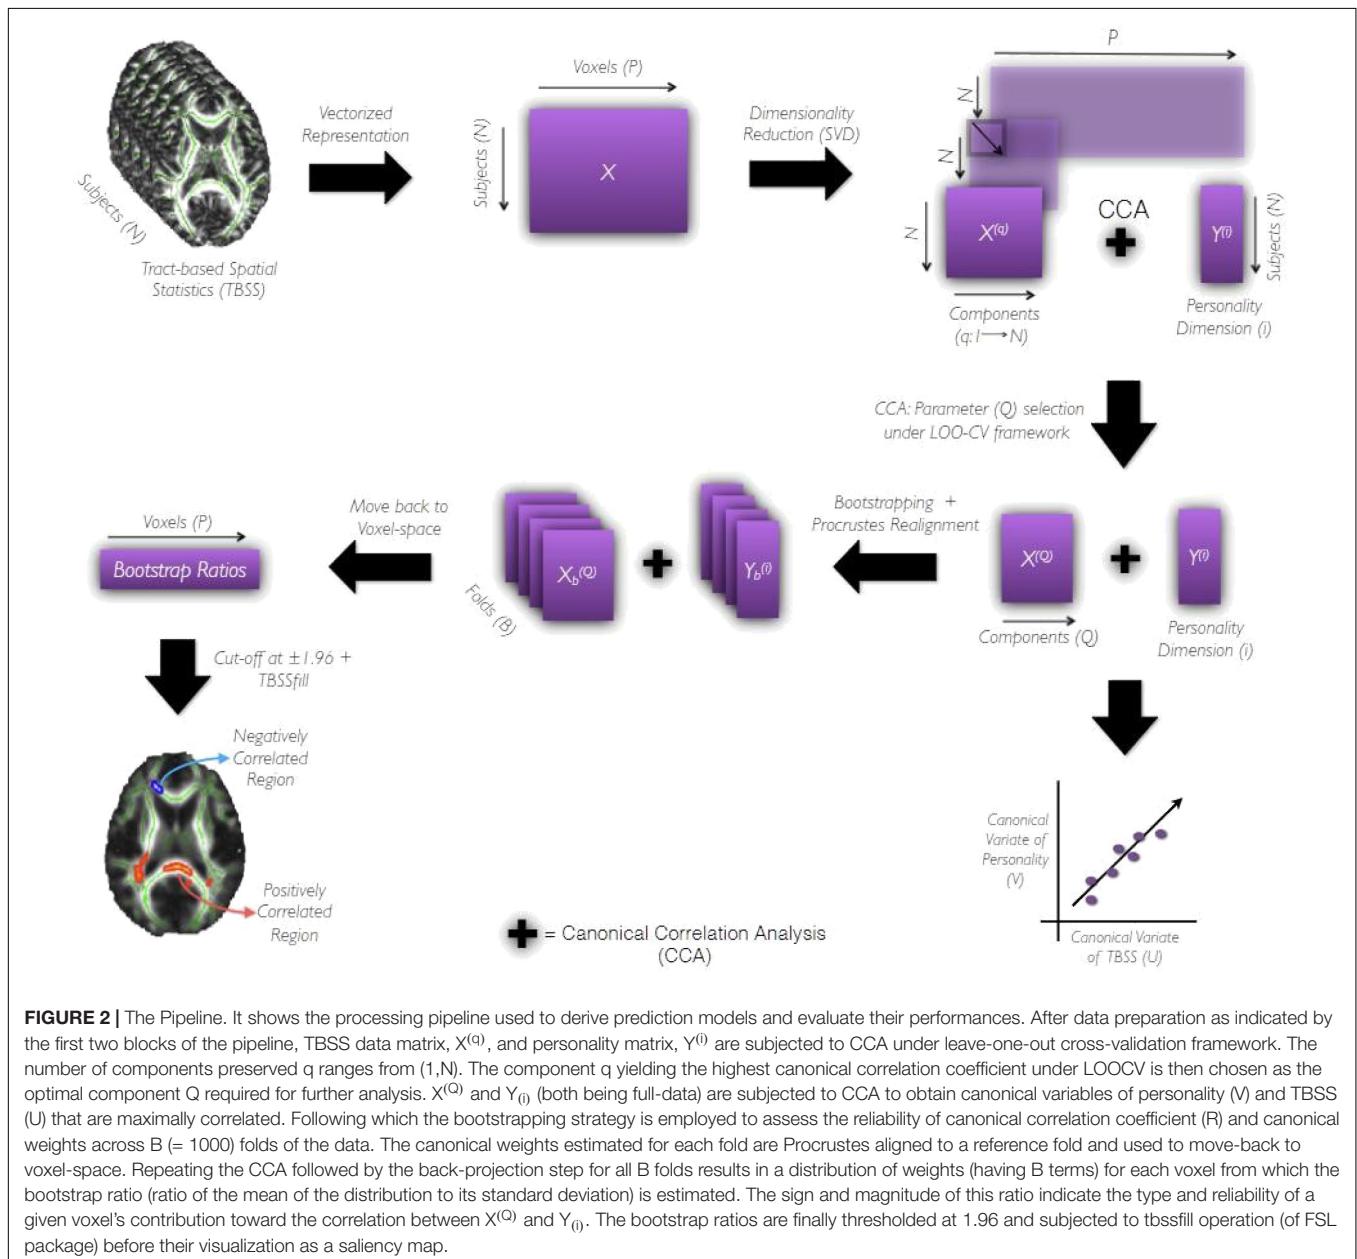 Subjects (N)
Tract-based Spatial
Statistics (TBSS)
Vectorized
Representation
Voxels (P)
Subjects (N)
X
Dimensionality
Reduction (SVD)
P
N
N
N
X(q)
CCA
Y(i)
Subjects (N)
Components
(q:1→N)
Personality
Dimension (i)
CCA: Parameter (Q) selection
under LOO-CV framework
X(Q)
Y(i)
Components (Q)
Personality
Dimension (i)
Bootstrapping +
Procrustes Realignment
Xb(Q)
Yb(i)
Folds (B)
Move back to
Voxel-space
Voxels (P)
Bootstrap Ratios
Cut-off at ±1.96 +
TBSSfill
Negatively
Correlated
Region
Positively
Correlated
Region
Canonical
Variate of
Personality
(V)
Canonical Variate
of TBSS (U)
+ = Canonical Correlation Analysis
(CCA)
FIGURE 2 | The Pipeline. It shows the processing pipeline used to derive prediction models and evaluate their performances. After data preparation as indicated by
the first two blocks of the pipeline, TBSS data matrix, X(q), and personality matrix, Y(i) are subjected to CCA under leave-one-out cross-validation framework. The
number of components preserved q ranges from (1,N). The component q yielding the highest canonical correlation coefficient under LOOCV is then chosen as the
optimal component Q required for further analysis. X(Q) and Y(i) (both being full-data) are subjected to CCA to obtain canonical variables of personality (V) and TBSS
(U) that are maximally correlated. Following which the bootstrapping strategy is employed to assess the reliability of canonical correlation coefficient (R) and canonical
weights across B (= 1000) folds of the data. The canonical weights estimated for each fold are Procrustes aligned to a reference fold and used to move-back to
voxel-space. Repeating the CCA followed by the back-projection step for all B folds results in a distribution of weights (having B terms) for each voxel from which the
bootstrap ratio (ratio of the mean of the distribution to its standard deviation) is estimated. The sign and magnitude of this ratio indicate the type and reliability of a
given voxel's contribution toward the correlation between X(Q) and Y(i). The bootstrap ratios are finally thresholded at 1.96 and subjected to tbssfill operation (of FSL
package) before their visualization as a saliency map.